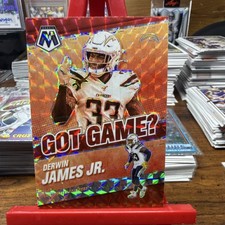 M
33
GOT GAME?
DERWIN
JAMES JR.